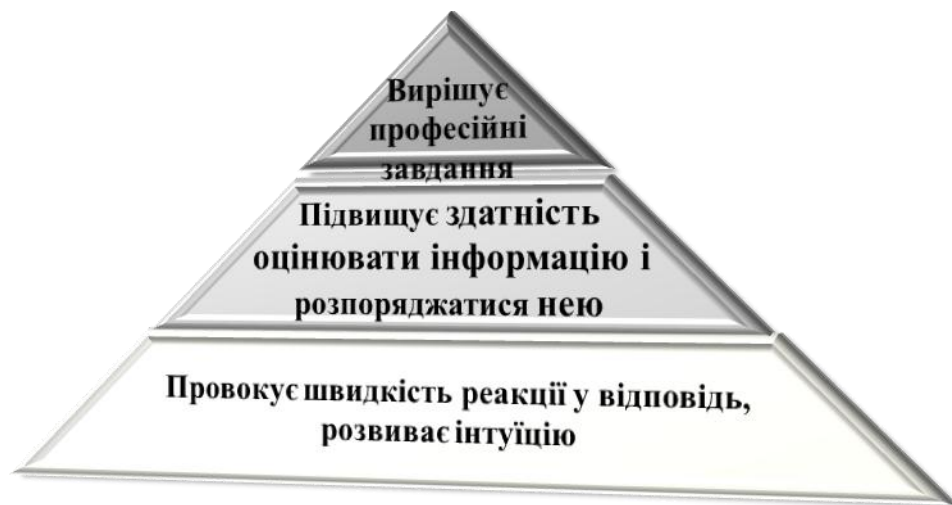 Вирішує
професійні
завдання
Підвищує здатність
оцінювати інформацію і
розпоряджатися нею
Провокує швидкість реакції у відповідь,
розвиває інтуїцію